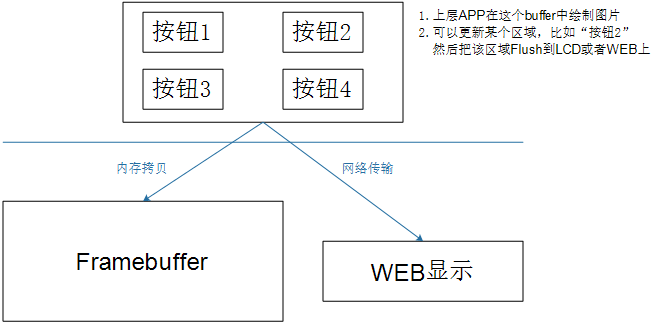 按钮1
按钮2
按钮3
按钮4
1. 上层APP在这个buffer中绘制图片
2. 可以更新某个区域，比如“按钮2”
然后把该区域Flush到LCD或者WEB上
内存拷贝
网络传输
Framebuffer
WEB显示